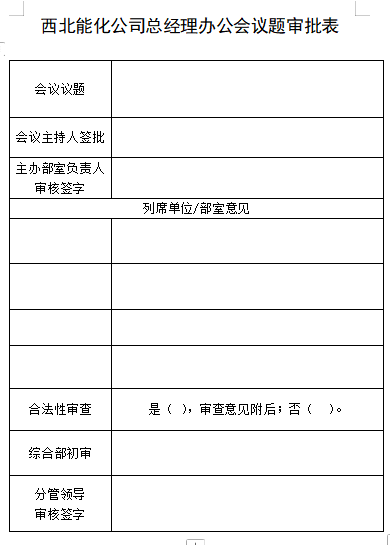 西北能化公司总经理办公会议题审批表
会议议题
会议主持人签批
主办部室负责人
审核签字
列席单位/部室意见
合法性审查
是（ ），审查意见附后；否（ ）。
综合部初审
分管领导
审核签字